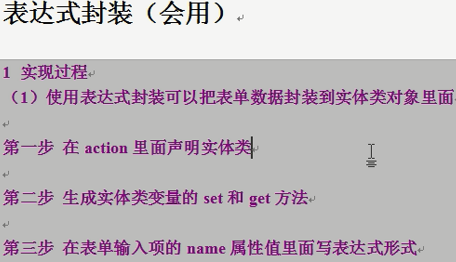 表达式封装（会用）
1 实现过程
（1）使用表达式封装可以把表单数据封装到实体类对象里面
第一步 在 action 里面声明实体类
第二步 生成实体类变量的 set 和 get 方法
第三步 在表单输入项的 name 属性值里面写表达式形式